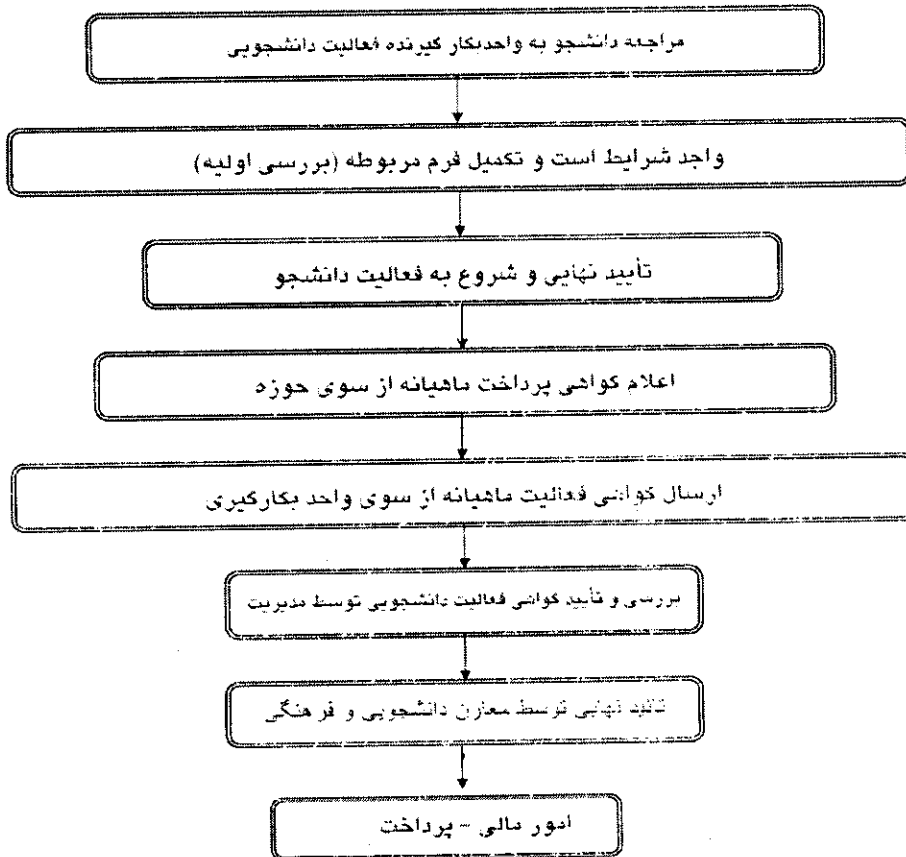 مراجعه دانشجو به واحدبکار گیرنده فعالیت دانشجویی
واجد شرایط است و تکمیل فرم مربوطه (بررسی اولیه)
تأیید نهایی و شروع به فعالیت دانشجو
اعلام گواهی پرداخت ماهیانه از سوی حوزه
ارسال گواهی فعالیت ماهیانه از سوی واحد بکارگیری
بررسی و تأیید گواهی فعالیت دانشجویی توسط مدیریت
تائید نهایی توسط معاون دانشجویی و فرهنگی
امور مالی - پرداخت